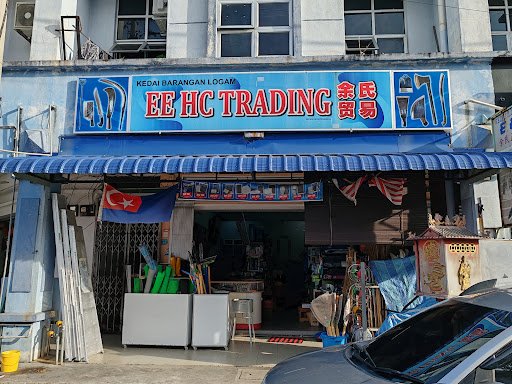 KEDAI BARANGAN LOGAM
EE HC TRADING
余氏
贸易